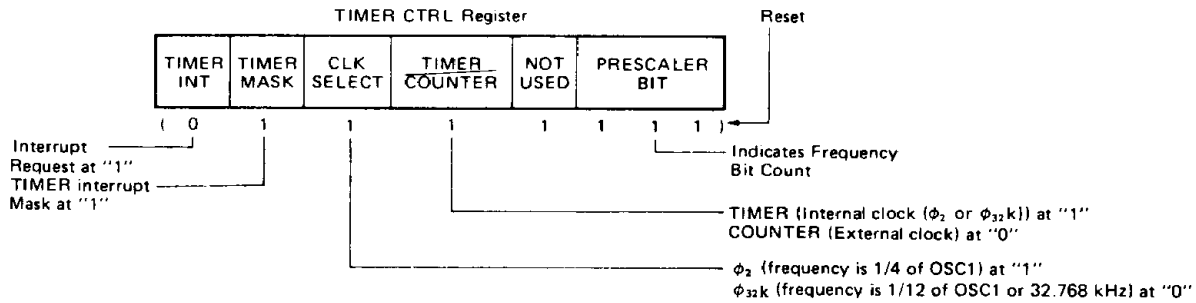 TIMER CTRL Register
Reset
TIMER INT
TIMER MASK
CLK SELECT
TIMER
COUNTER
NOT USED
PRESCALER BIT
( 0 1 1 1 1 1 1 1 )
Interrupt
Request at "1"
TIMER interrupt
Mask at "1"
Indicates Frequency
Bit Count
TIMER (Internal clock (ϕ₂ or ϕ₃₂k)) at "1"
COUNTER (External clock) at "0"
ϕ₂ (frequency is 1/4 of OSC1) at "1"
ϕ₃₂k (frequency is 1/12 of OSC1 or 32.768 kHz) at "0"